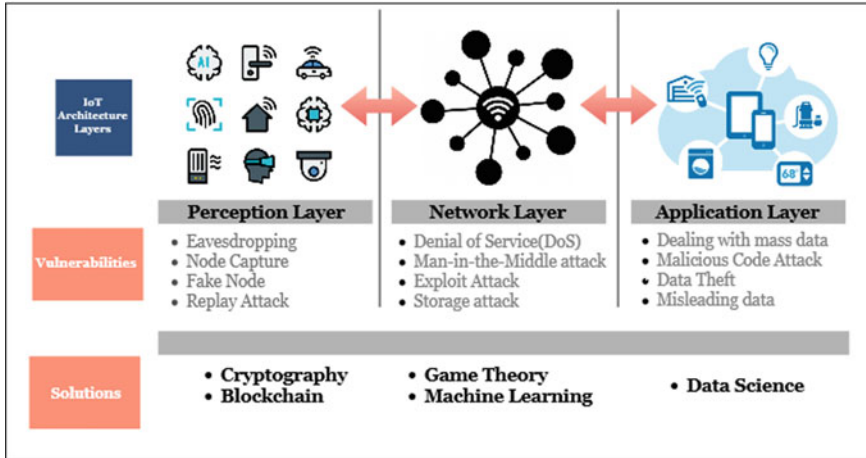 AI
68°
IoT
Architecture
Layers
Perception Layer
Network Layer
Application Layer
Vulnerabilities
• Eavesdropping
• Node Capture
• Fake Node
• Replay Attack
• Denial of Service(DoS)
• Man-in-the-Middle attack
• Exploit Attack
• Storage attack
• Dealing with mass data
• Malicious Code Attack
• Data Theft
• Misleading data
Solutions
• Cryptography
• Blockchain
• Game Theory
• Machine Learning
• Data Science